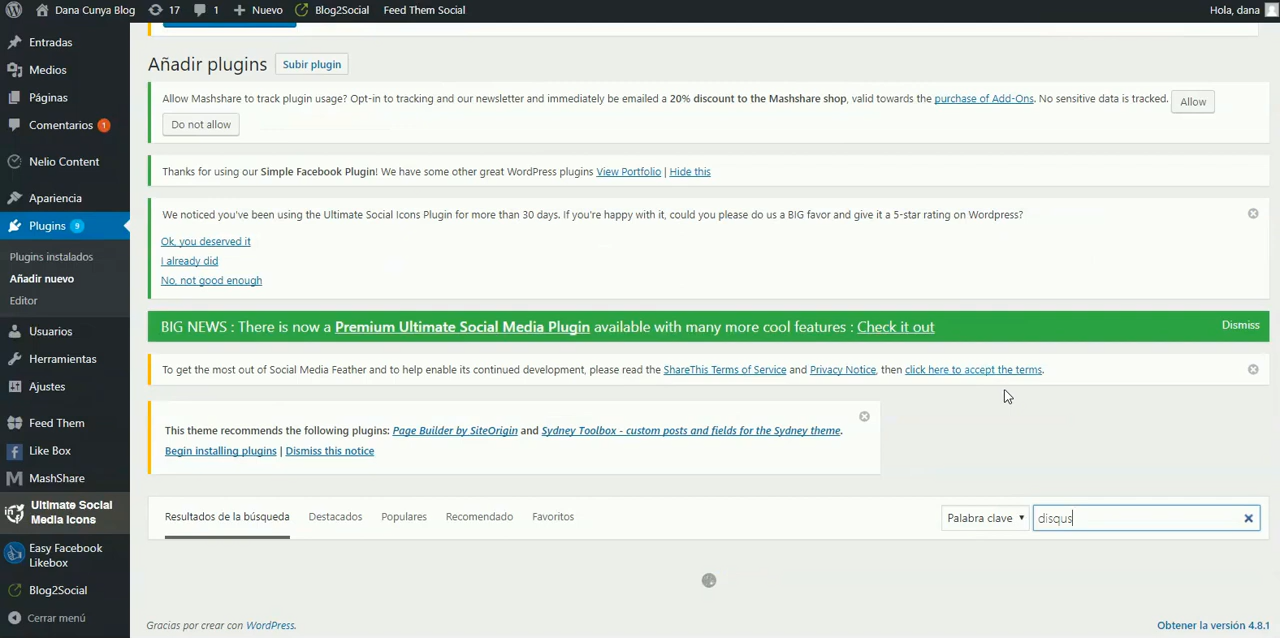 Dana Cunya Blog 17 1 Nuevo Blog2Social Feed Them Social Hola, dana
Entradas
Medios
Páginas
Comentarios 1
Nelio Content
Apariencia
Plugins 9
Plugins instalados
Añadir nuevo
Editor
Usuarios
Herramientas
Ajustes
Feed Them
Like Box
MashShare
Ultimate Social
Media Icons
Easy Facebook
Likebox
Blog2Social
Cerrar menú
Añadir plugins Subir plugin
Allow Mashshare to track plugin usage? Opt-in to tracking and our newsletter and immediately be emailed a 20% discount to the Mashshare shop, valid towards the purchase of Add-Ons. No sensitive data is tracked. Allow
Do not allow
Thanks for using our Simple Facebook Plugin! We have some other great WordPress plugins View Portfolio | Hide this
We noticed you've been using the Ultimate Social Icons Plugin for more than 30 days. If you're happy with it, could you please do us a BIG favor and give it a 5-star rating on Wordpress?
Ok, you deserved it
I already did
No, not good enough
BIG NEWS : There is now a Premium Ultimate Social Media Plugin available with many more cool features : Check it out Dismiss
To get the most out of Social Media Feather and to help enable its continued development, please read the ShareThis Terms of Service and Privacy Notice, then click here to accept the terms.
This theme recommends the following plugins: Page Builder by SiteOrigin and Sydney Toolbox - custom posts and fields for the Sydney theme.
Begin installing plugins | Dismiss this notice
Resultados de la búsqueda Destacados Populares Recomendado Favoritos Palabra clave disqus
Gracias por crear con WordPress. Obtener la versión 4.8.1